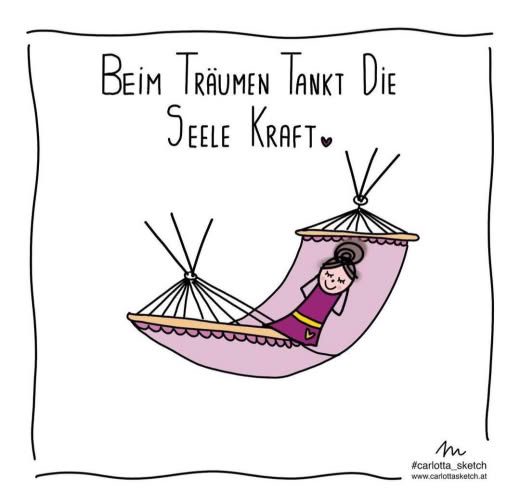 BEIM TRÄUMEN TANKT DIE
SEELE KRAFT
#carlotta_sketch
www.carlottasketch.at